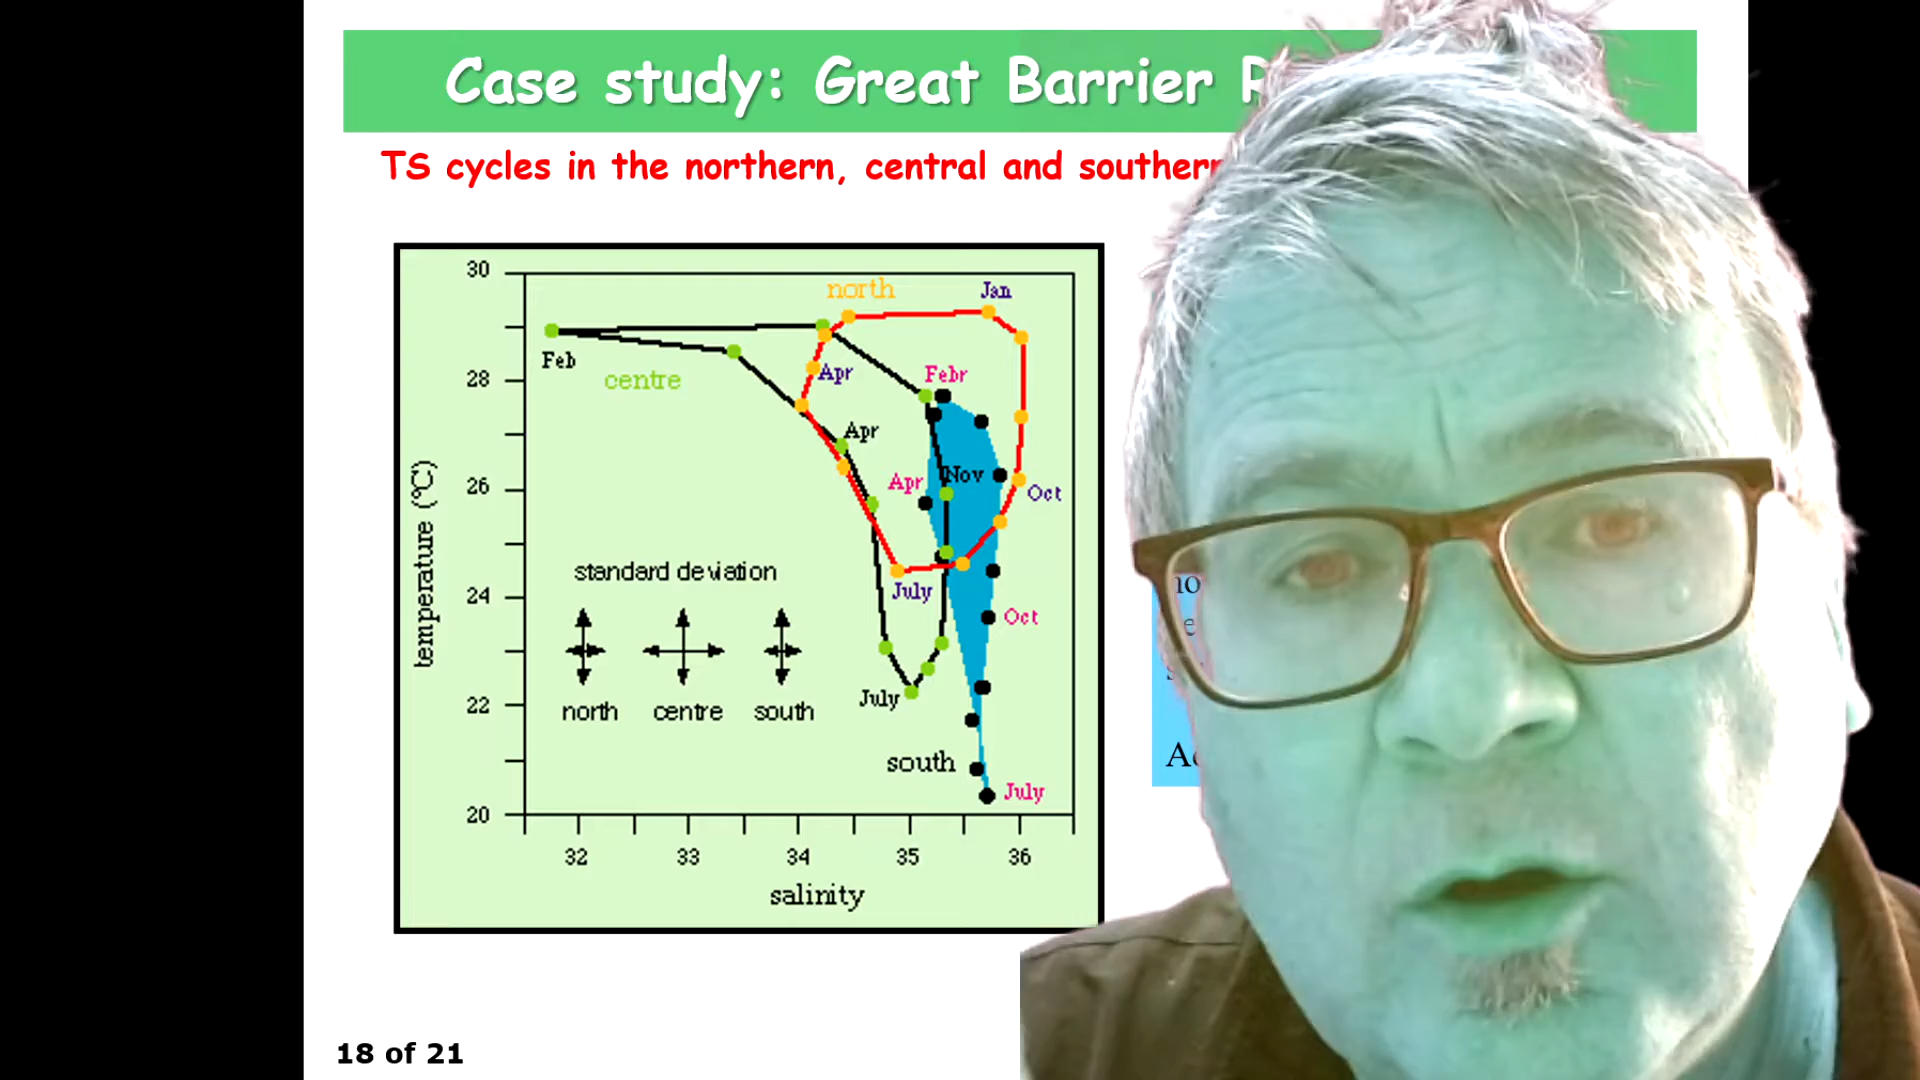 Case study: Great Barrier
TS cycles in the northern, central and southern
30
north
Jan
Feb
Apr
28
centre
Febr
Apr
26
Apr
Nov
Oct
temperature (°C)
standard deviation
24
July
Oct
22
north
centre
south
July
south
July
20
32
33
34
35
36
salinity
18 of 21